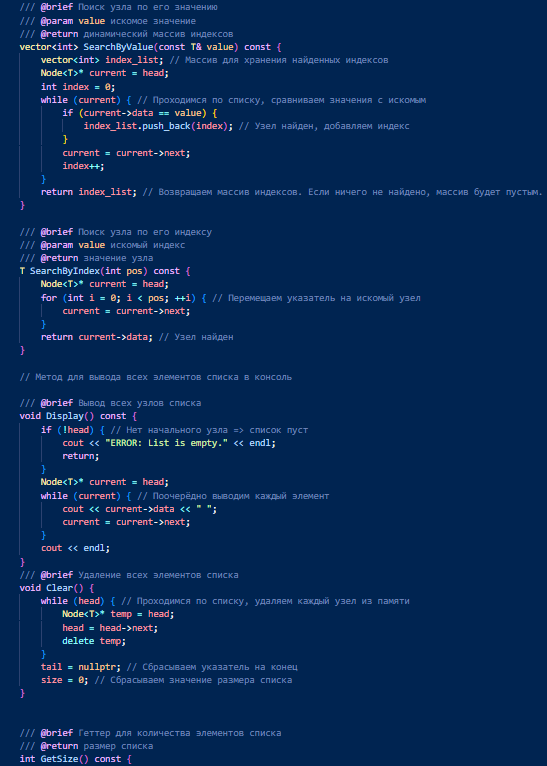 /// @brief Поиск узла по его значению
/// @param value искомое значение
/// @return динамический массив индексов
vector<int> SearchByValue(const T& value) const {
    vector<int> index_list; // Массив для хранения найденных индексов
    Node<T>* current = head;
    int index = 0;
    while (current) { // Проходимся по списку, сравниваем значения с искомым
        if (current->data == value) {
            index_list.push_back(index); // Узел найден, добавляем индекс
        }
        current = current->next;
        index++;
    }
    return index_list; // Возвращаем массив индексов. Если ничего не найдено, массив будет пустым.
}

/// @brief Поиск узла по его индексу
/// @param value искомый индекс
/// @return значение узла
T SearchByIndex(int pos) const {
    Node<T>* current = head;
    for (int i = 0; i < pos; ++i) { // Перемещаем указатель на искомый узел
        current = current->next;
    }
    return current->data; // Узел найден
}

// Метод для вывода всех элементов списка в консоль

/// @brief Вывод всех узлов списка
void Display() const {
    if (!head) { // Нет начального узла => список пуст
        cout << "ERROR: List is empty." << endl;
        return;
    }
    Node<T>* current = head;
    while (current) { // Поочерёдно выводим каждый элемент
        cout << current->data << " ";
        current = current->next;
    }
    cout << endl;
}
/// @brief Удаление всех элементов списка
void Clear() {
    while (head) { // Проходимся по списку, удаляем каждый узел из памяти
            Node<T>* temp = head;
            head = head->next;
            delete temp;
    }
    tail = nullptr; // Сбрасываем указатель на конец
    size = 0; // Сбрасываем значение размера списка
}


/// @brief Геттер для количества элементов списка
/// @return размер списка
int GetSize() const {